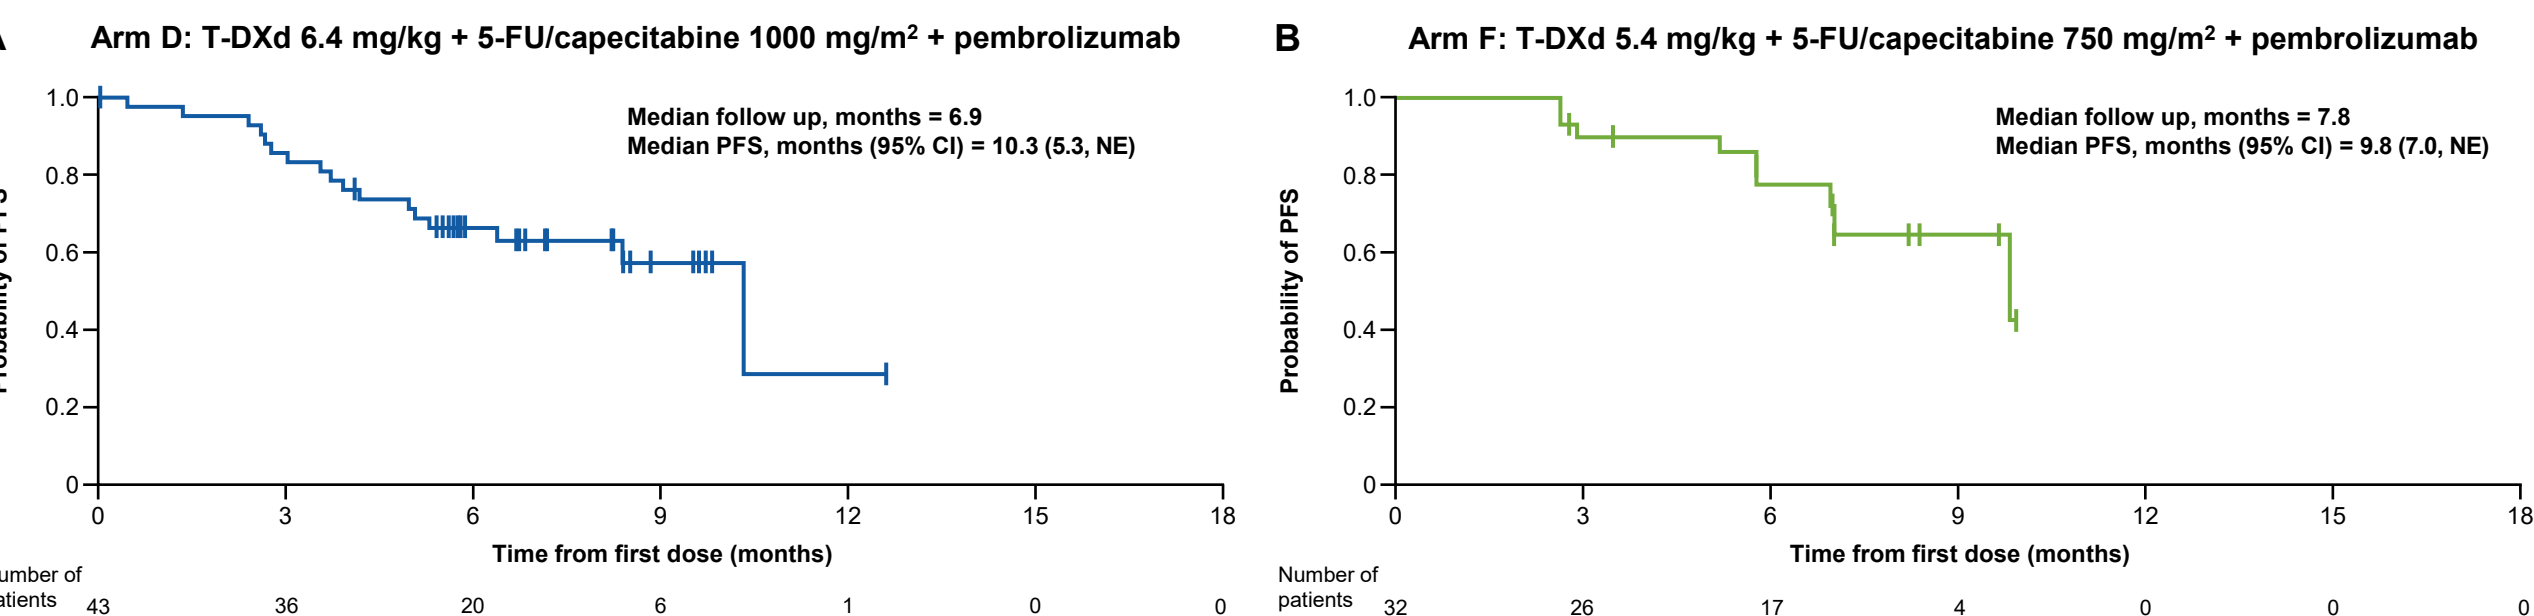 Arm D: T-DXd 6.4 mg/kg + 5-FU/capecitabine 1000 mg/m² + pembrolizumab
Median follow up, months = 6.9
Median PFS, months (95% CI) = 10.3 (5.3, NE)
1.0
0.8
0.6
0.4
0.2
0
0 3 6 9 12 15 18
Time from first dose (months)
43 36 20 6 1 0 0
B
Arm F: T-DXd 5.4 mg/kg + 5-FU/capecitabine 750 mg/m² + pembrolizumab
Median follow up, months = 7.8
Median PFS, months (95% CI) = 9.8 (7.0, NE)
Probability of PFS
1.0
0.8
0.6
0.4
0.2
0
0 3 6 9 12 15 18
Time from first dose (months)
Number of
patients 32 26 17 4 0 0 0